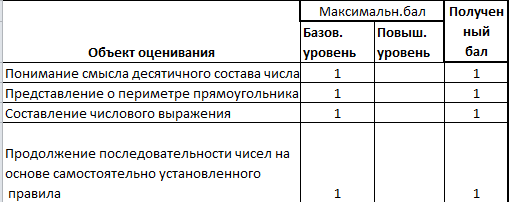 Объект оценивания Максимальн.бал Получен
ный
бал
Базов. Повыш.
уровень уровень
Понимание смысла десятичного состава числа 1 1
Представление о периметре прямоугольника 1 1
Составление числового выражения 1 1
Продолжение последовательности чисел на
основе самостоятельно установленного
правила 1 1